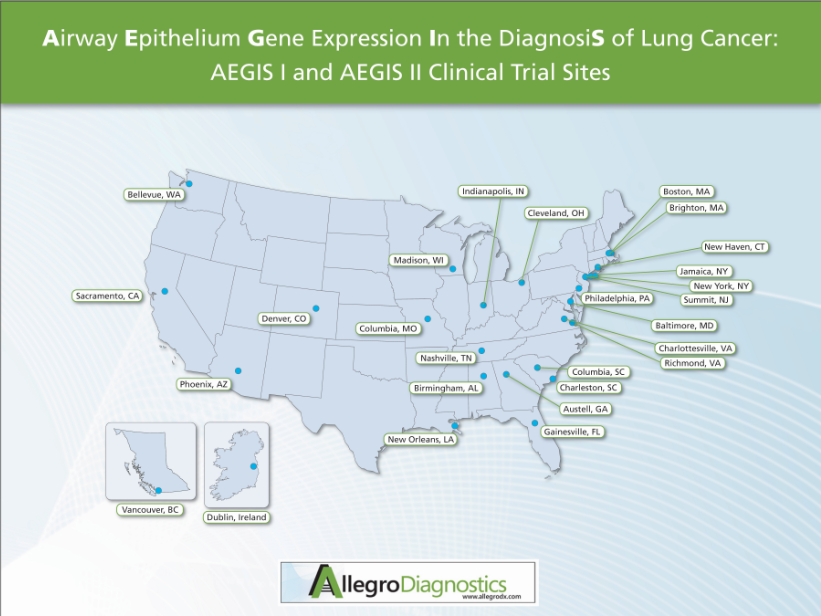 Airway Epithelium Gene Expression In the DiagnosiS of Lung Cancer:
AEGIS I and AEGIS II Clinical Trial Sites
Bellevue, WA
Indianapolis, IN
Boston, MA
Brighton, MA
Cleveland, OH
New Haven, CT
Madison, WI
Jamaica, NY
New York, NY
Sacramento, CA
Philadelphia, PA
Summit, NJ
Denver, CO
Columbia, MO
Baltimore, MD
Charlottesville, VA
Nashville, TN
Richmond, VA
Phoenix, AZ
Birmingham, AL
Columbia, SC
Charleston, SC
Austell, GA
New Orleans, LA
Gainesville, FL
Vancouver, BC
Dublin, Ireland
AllegroDiagnostics
www.allegrodx.com